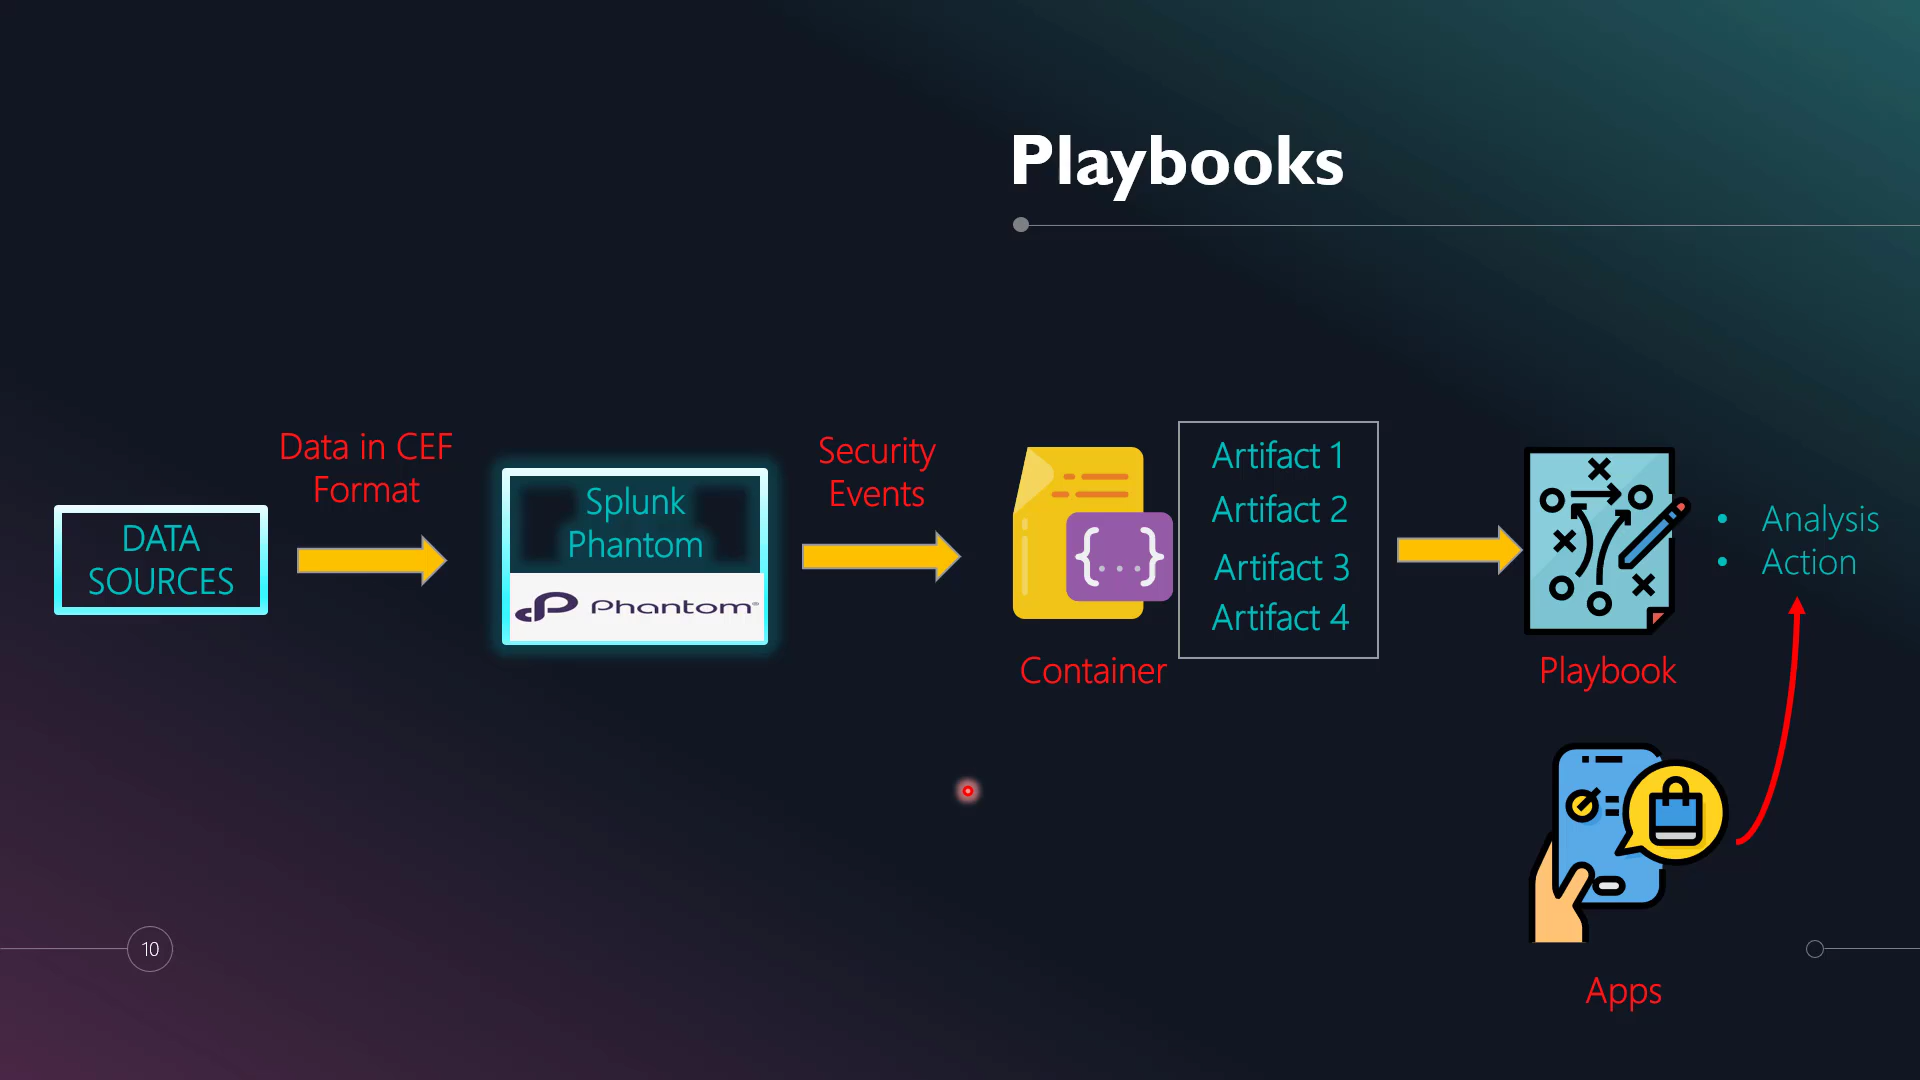 Playbooks
Data in CEF
Format
DATA
SOURCES
Splunk
Phantom
Phantom®
Security
Events
{...}
Container
Artifact 1
Artifact 2
Artifact 3
Artifact 4
Playbook
• Analysis
• Action
Apps
10